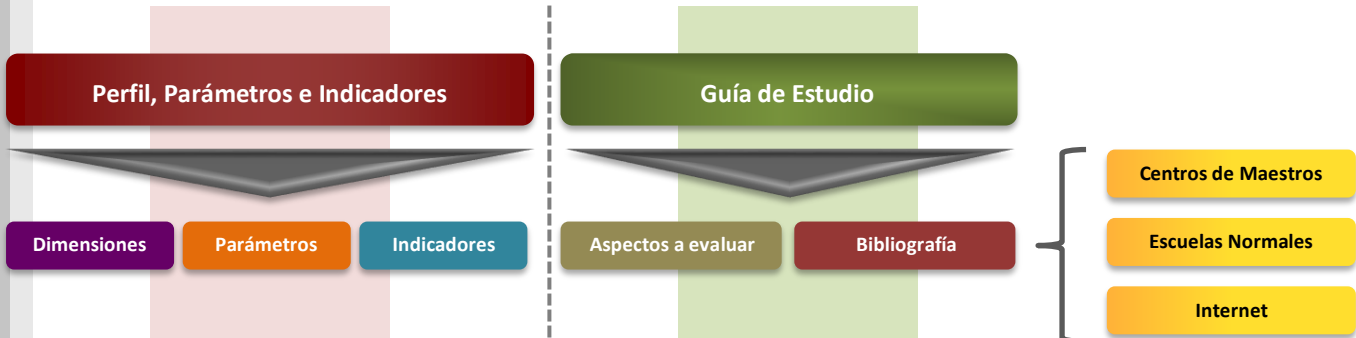 Perfil, Parámetros e Indicadores
Guía de Estudio
Dimensiones
Parámetros
Indicadores
Aspectos a evaluar
Bibliografía
Centros de Maestros
Escuelas Normales
Internet